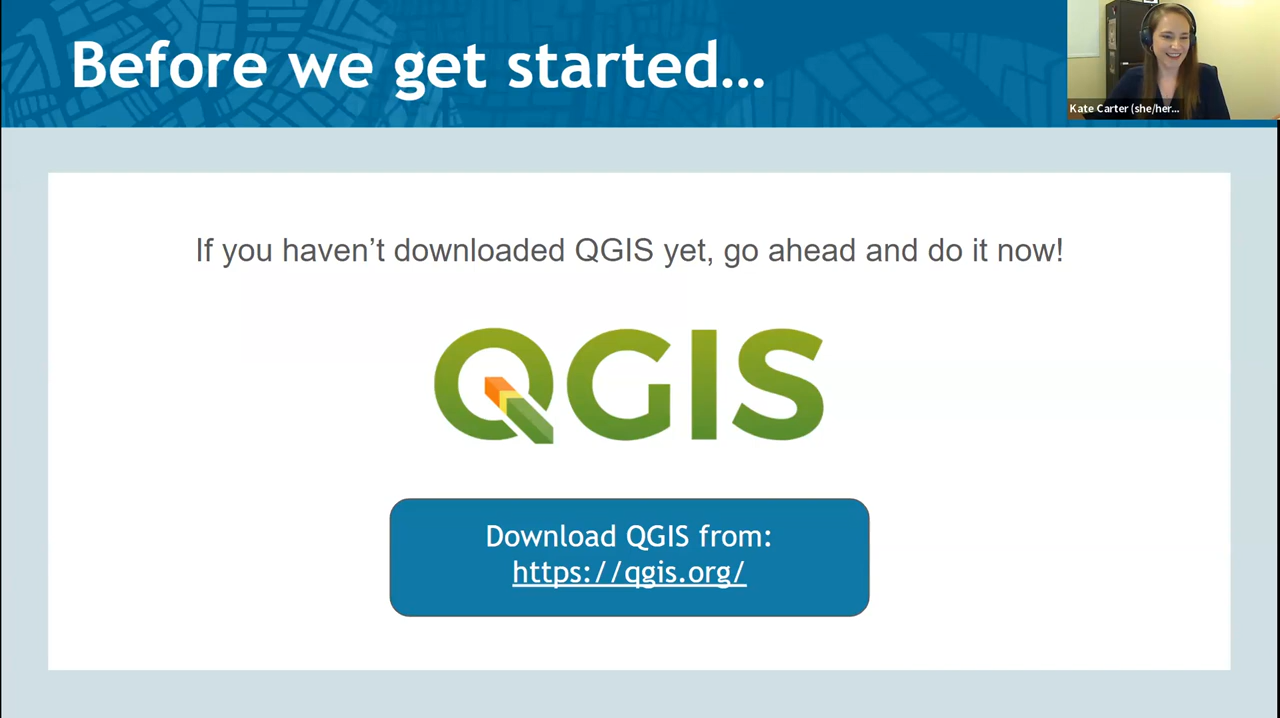 Before we get started…
Kate Carter (she/her...
If you haven’t downloaded QGIS yet, go ahead and do it now!
QGIS
Download QGIS from:
https://qgis.org/